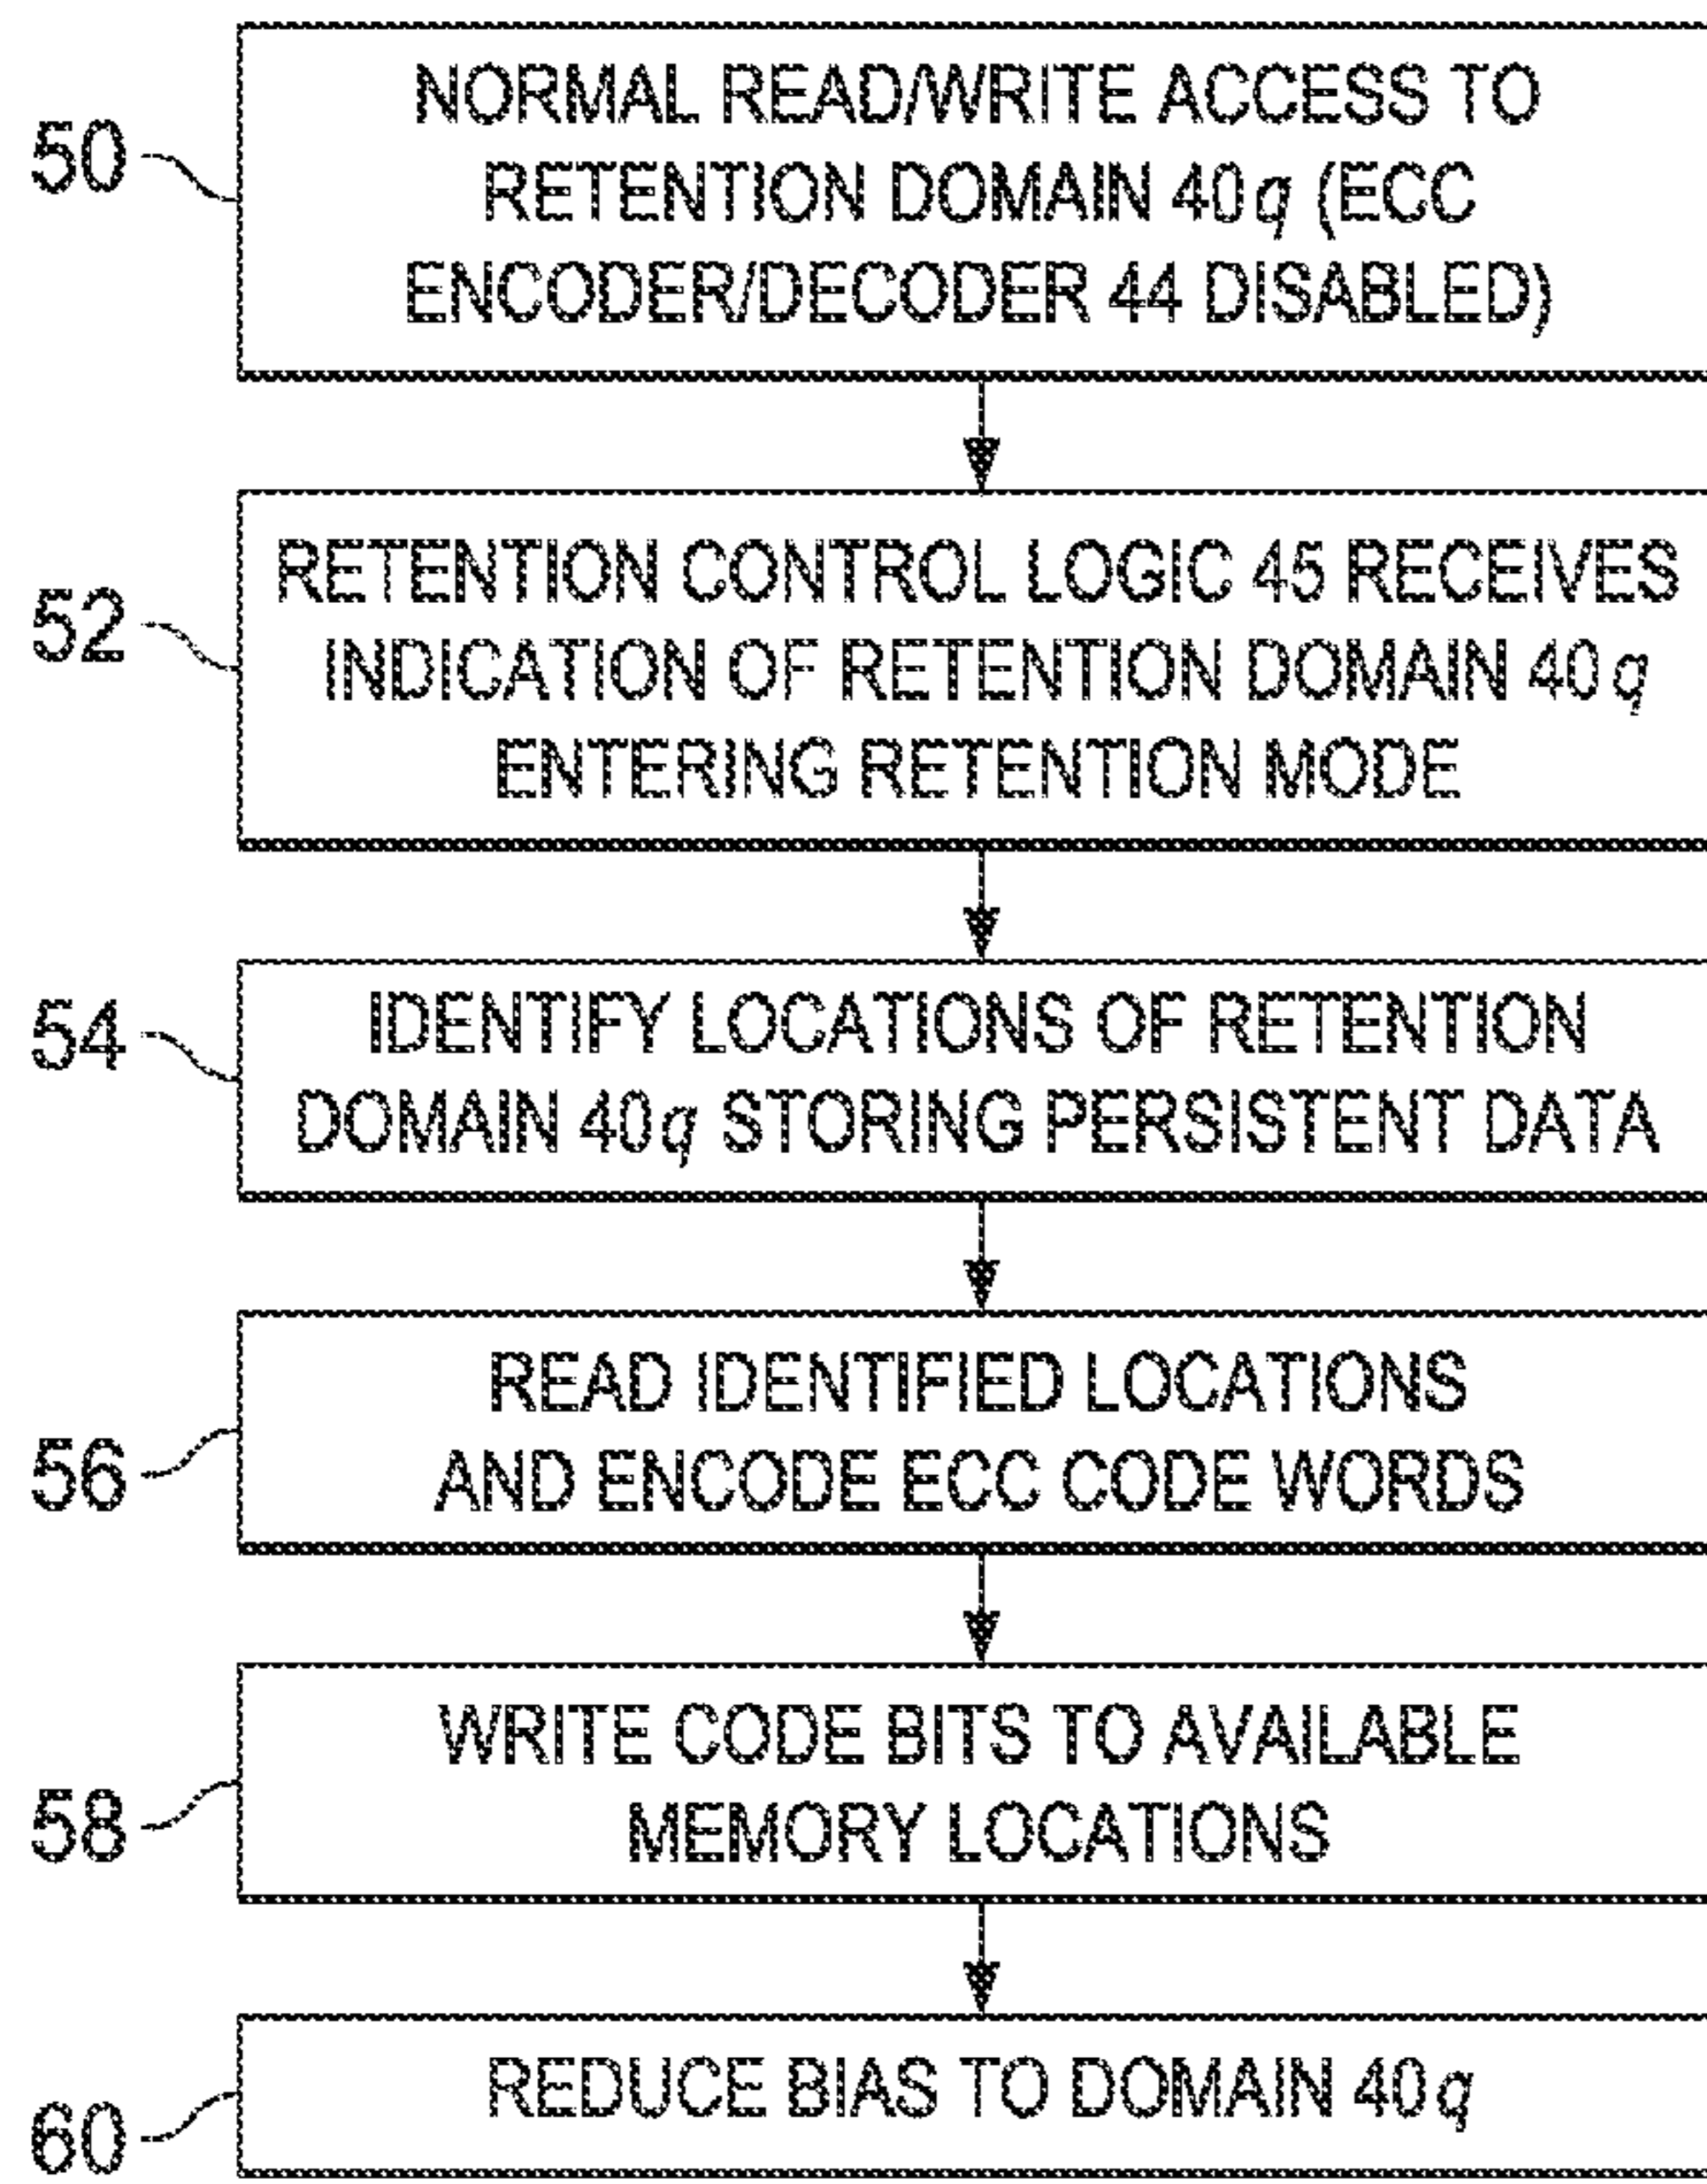 50
NORMAL READ/WRITE ACCESS TO
RETENTION DOMAIN 40q (ECC
ENCODER/DECODER 44 DISABLED)
52
RETENTION CONTROL LOGIC 45 RECEIVES
INDICATION OF RETENTION DOMAIN 40q
ENTERING RETENTION MODE
54
IDENTIFY LOCATIONS OF RETENTION
DOMAIN 40q STORING PERSISTENT DATA
56
READ IDENTIFIED LOCATIONS
AND ENCODE ECC CODE WORDS
58
WRITE CODE BITS TO AVAILABLE
MEMORY LOCATIONS
60
REDUCE BIAS TO DOMAIN 40q